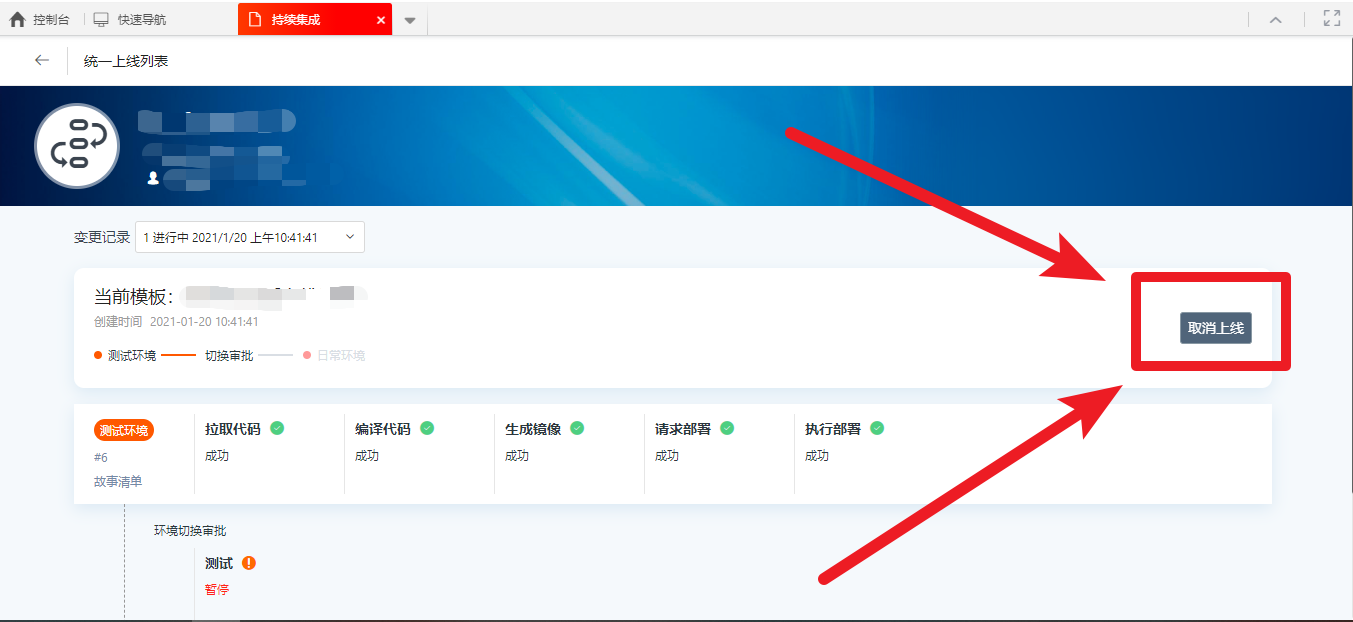 控制台 快速导航 持续集成
统一上线列表
变更记录 1 进行中 2021/1/20 上午10:41:41
当前模板：
创建时间 2021-01-20 10:41:41
取消上线
测试环境 切换审批 日常环境
测试环境 拉取代码 编译代码 生成镜像 请求部署 执行部署
#6 成功 成功 成功 成功 成功
故事清单
环境切换审批
测试
暂停